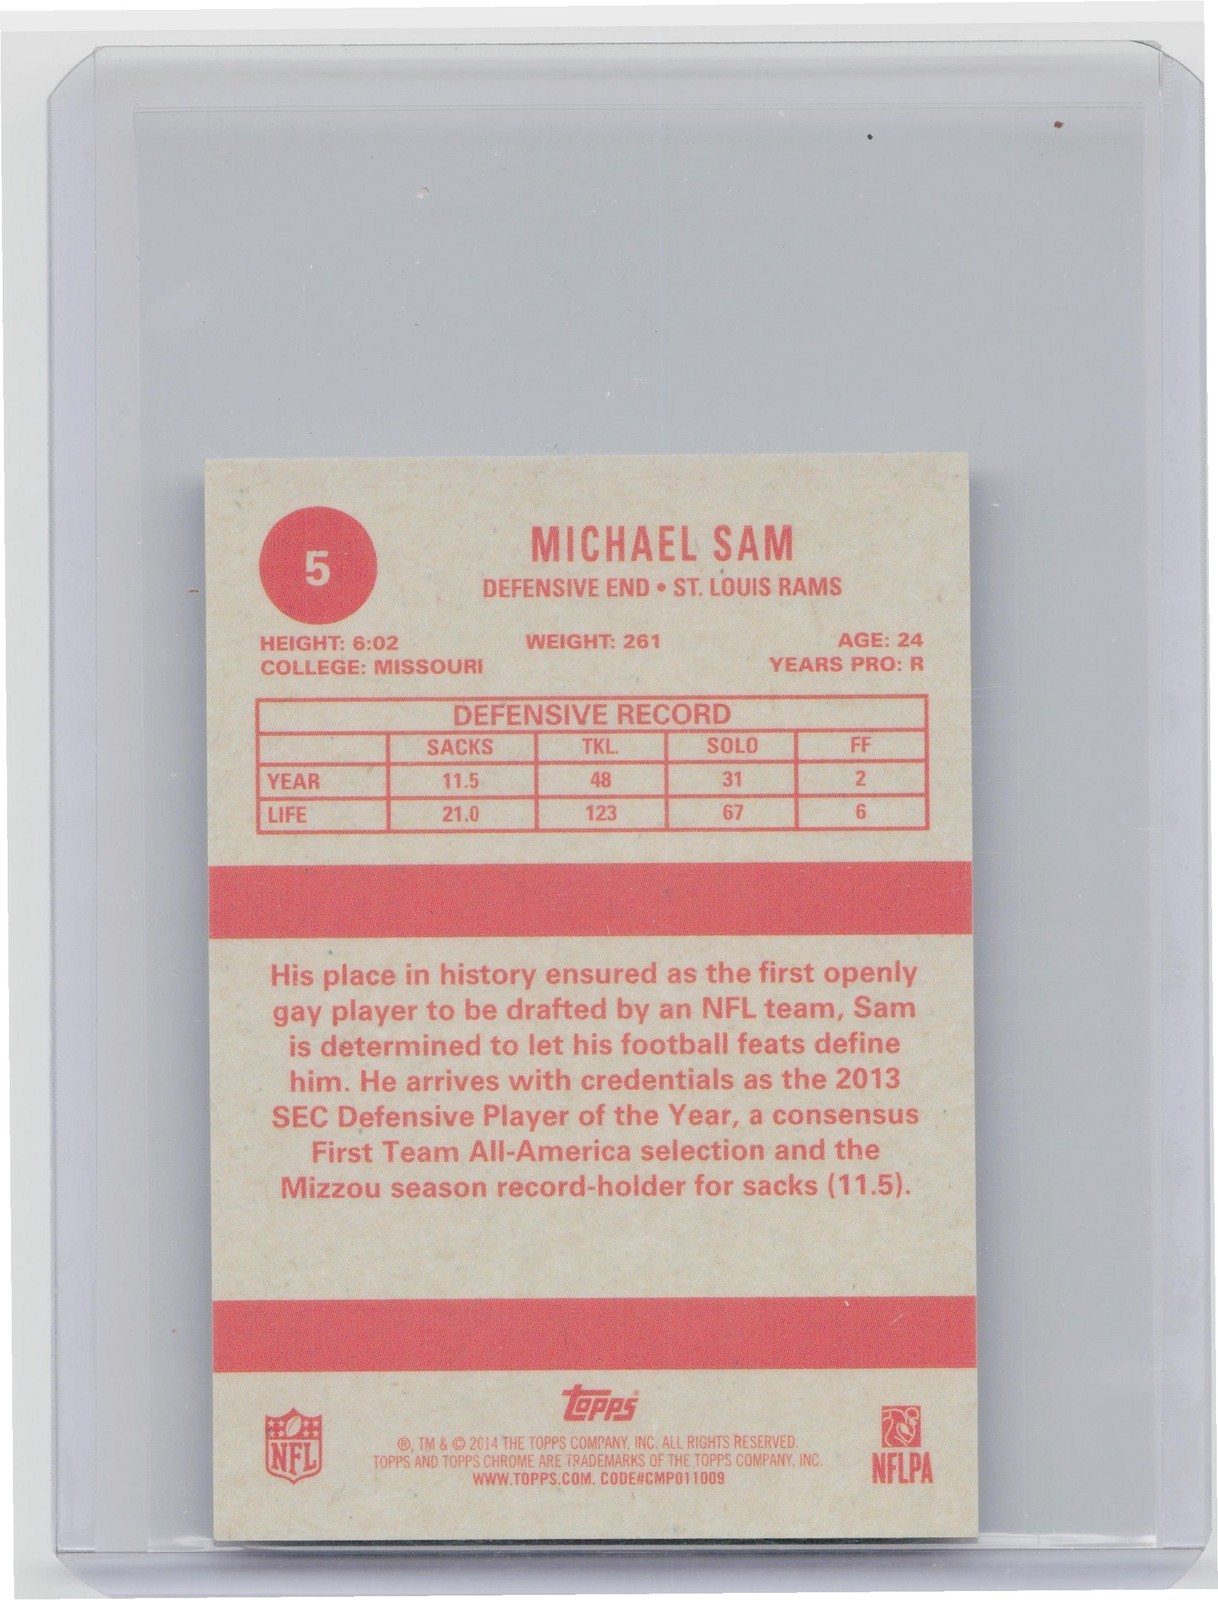 5
MICHAEL SAM
DEFENSIVE END • ST. LOUIS RAMS
HEIGHT: 6:02 WEIGHT: 261 AGE: 24
COLLEGE: MISSOURI YEARS PRO: R
DEFENSIVE RECORD
SACKS TKL. SOLO FF
YEAR 11.5 48 31 2
LIFE 21.0 123 67 6
His place in history ensured as the first openly
gay player to be drafted by an NFL team, Sam
is determined to let his football feats define
him. He arrives with credentials as the 2013
SEC Defensive Player of the Year, a consensus
First Team All-America selection and the
Mizzou season record-holder for sacks (11.5).
topps
®, TM & © 2014 THE TOPPS COMPANY, INC. ALL RIGHTS RESERVED.
TOPPS AND TOPPS CHROME ARE TRADEMARKS OF THE TOPPS COMPANY, INC.
WWW.TOPPS.COM. CODE#CMP011009
NFL
NFLPA